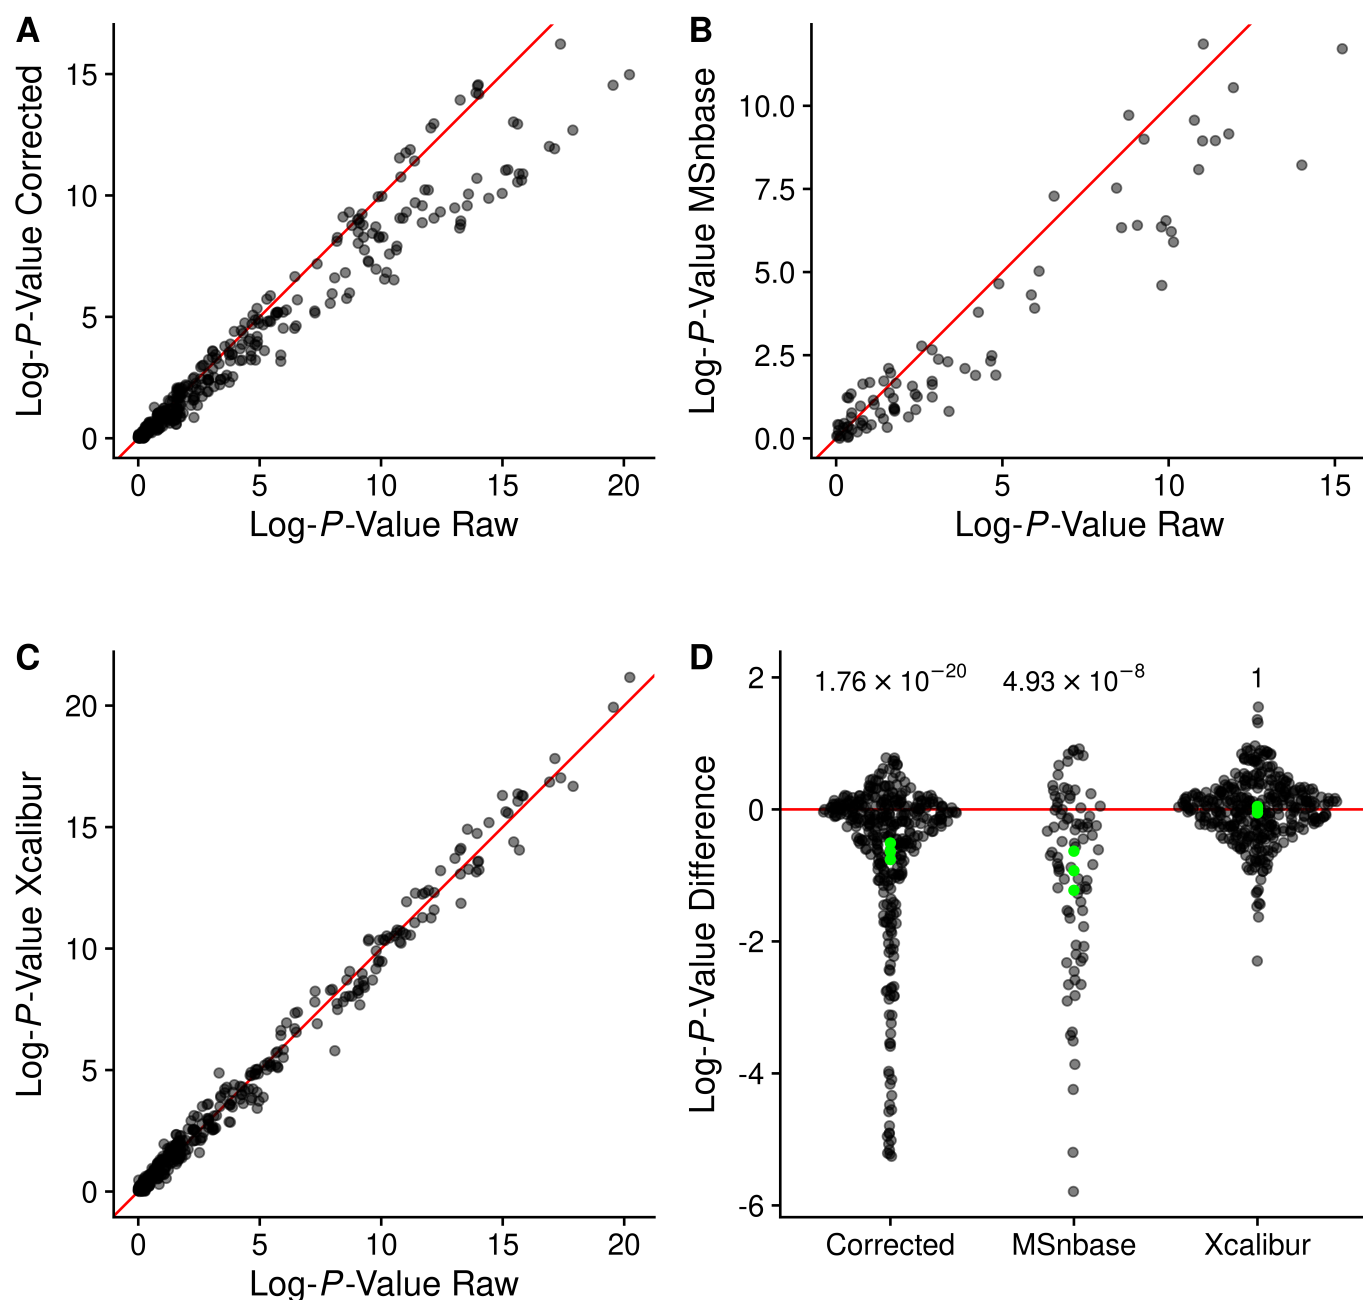 A
Log-P-Value Corrected
15
10
5
0
0 5 10 15 20
Log-P-Value Raw
B
Log-P-Value MSnbase
10.0
7.5
5.0
2.5
0.0
0 5 10 15
Log-P-Value Raw
C
Log-P-Value Xcalibur
20
15
10
5
0
0 5 10 15 20
Log-P-Value Raw
D
Log-P-Value Difference
1.76 × 10⁻²⁰ 4.93 × 10⁻⁸ 1
2
0
-2
-4
-6
Corrected MSnbase Xcalibur